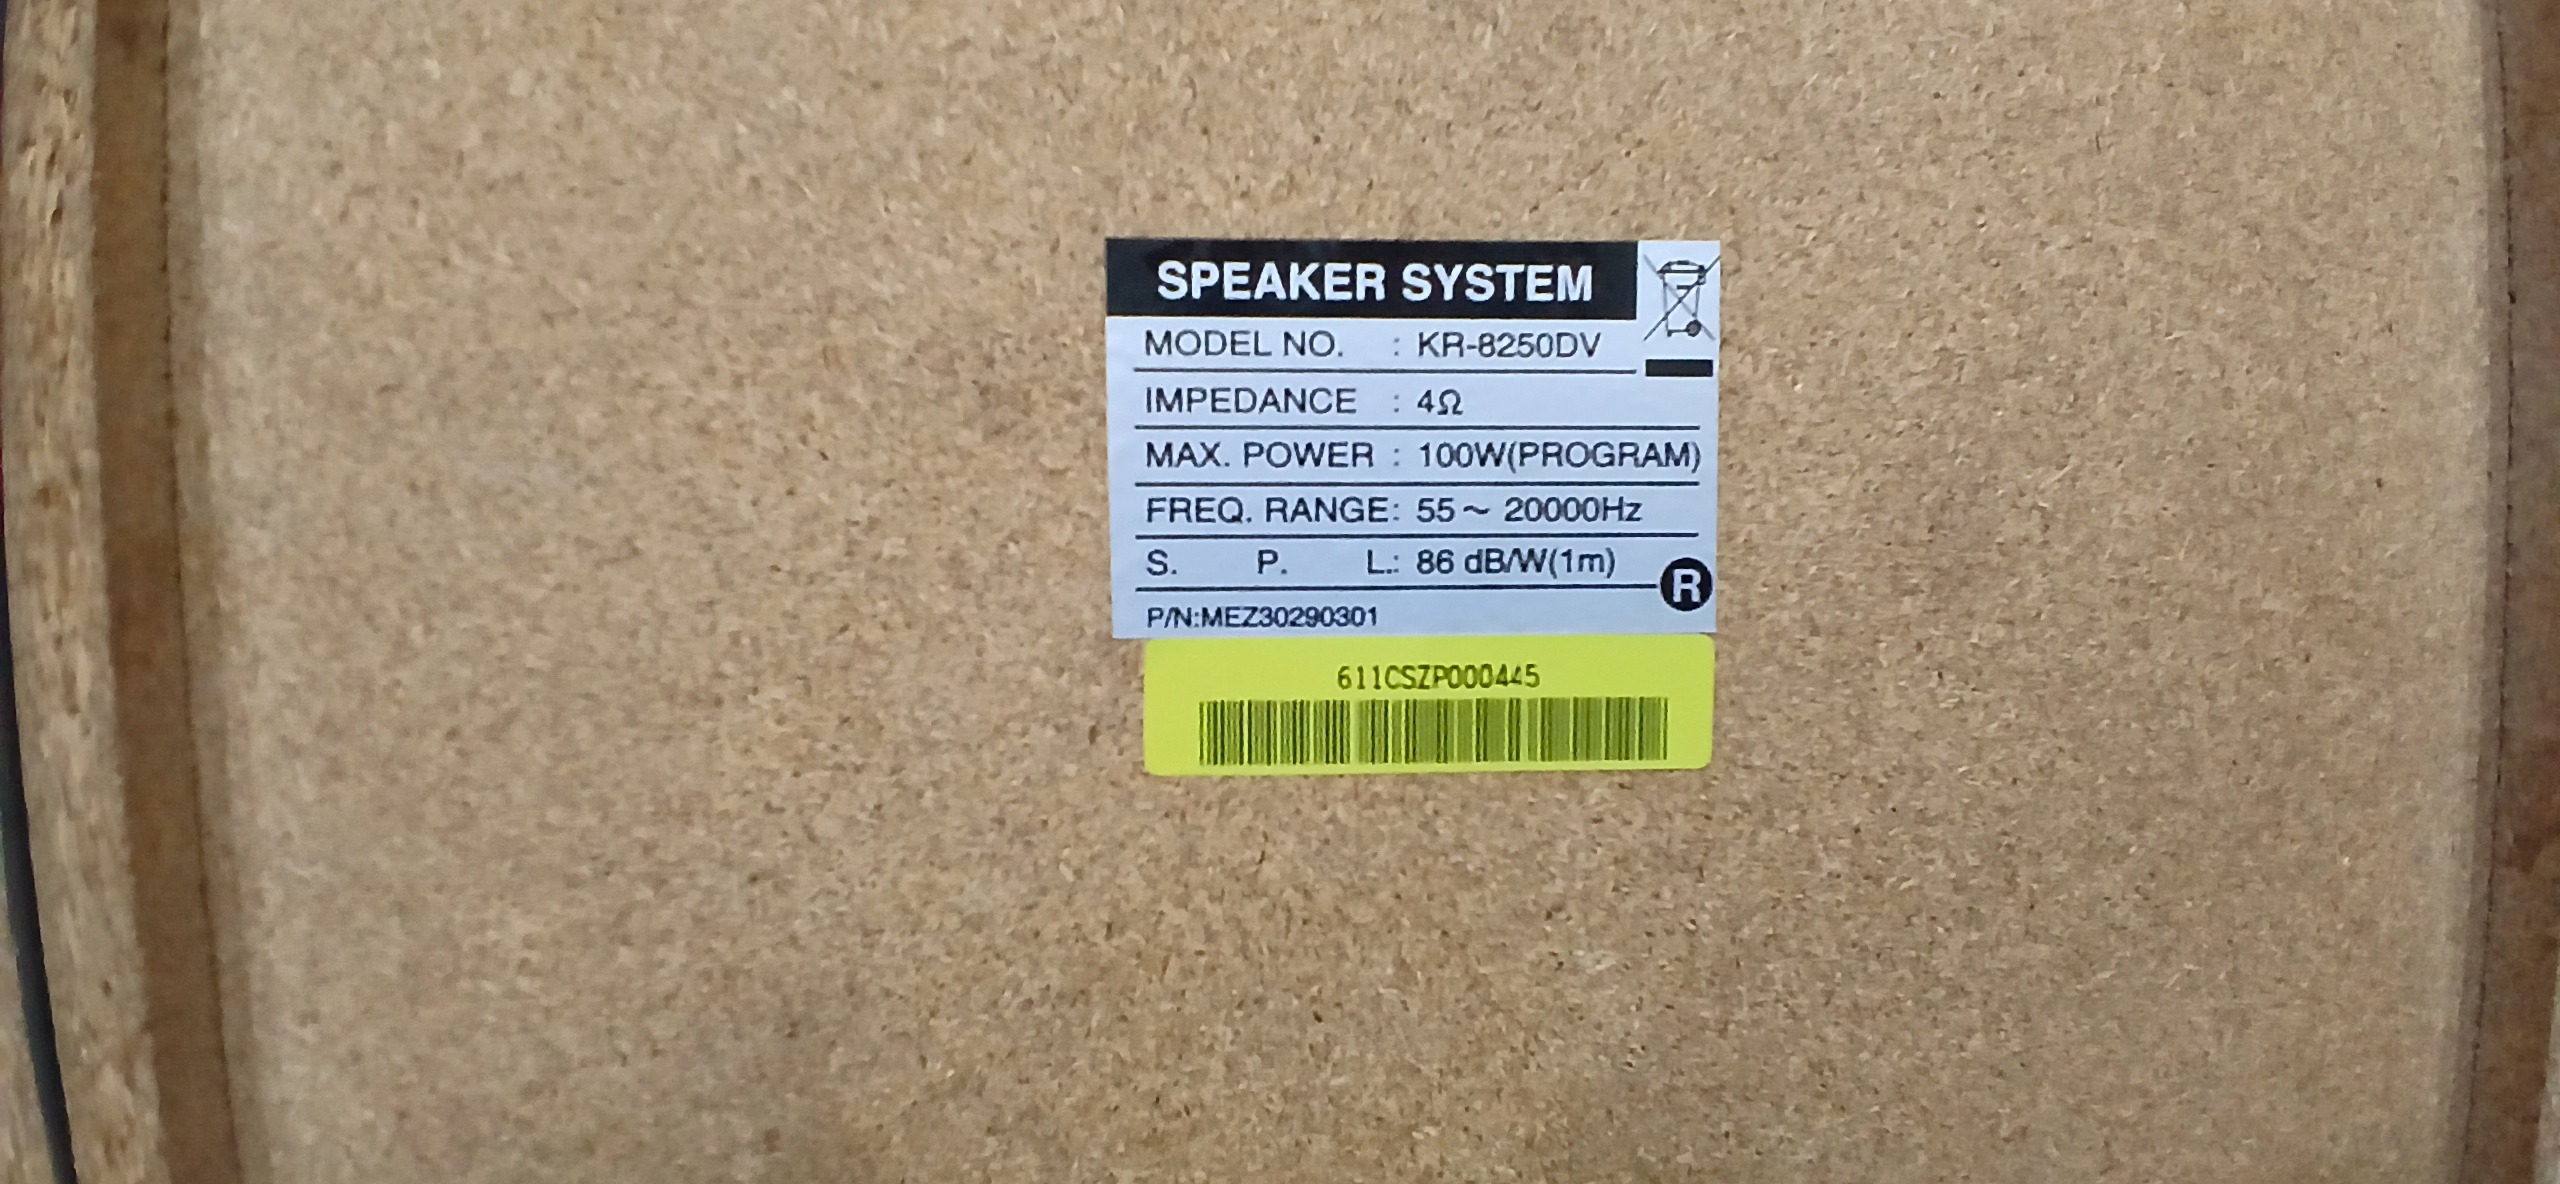 SPEAKER SYSTEM
MODEL NO. : KR-8250DV
IMPEDANCE : 4Ω
MAX. POWER : 100W(PROGRAM)
FREQ. RANGE: 55 ~ 20000Hz
S. P. L.: 86 dB/W(1m)
R
P/N:MEZ30290301
611CSZP000445